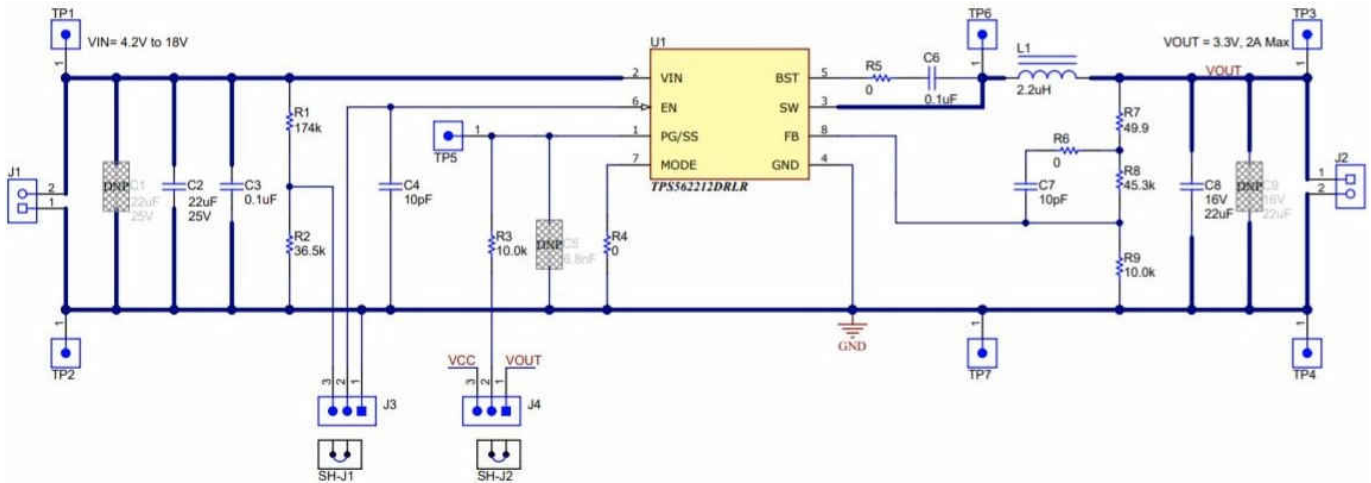 TP1
VIN= 4.2V to 18V
1
J1
2
1
DNP
C1
22uF
25V
C2
22uF
25V
C3
0.1uF
R1
174k
R2
36.5k
C4
10pF
TP5
1
R3
10.0k
DNP
C5
6.8nF
R4
0
U1
2
VIN
6
EN
1
PG/SS
7
MODE
BST
5
SW
3
FB
8
GND
4
TPS562212DRLR
R5
0
C6
0.1uF
TP6
1
L1
2.2uH
TP3
VOUT = 3.3V, 2A Max
1
VOUT
R7
49.9
R6
0
C7
10pF
R8
45.3k
R9
10.0k
C8
16V
22uF
DNP
C9
16V
22uF
J2
1
2
1
TP2
3
2
1
J3
SH-J1
VCC
VOUT
3
2
1
J4
SH-J2
GND
1
TP7
1
TP4